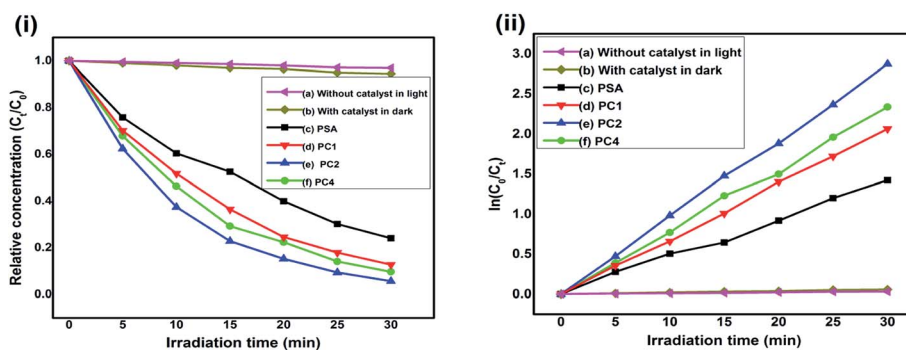 (i)
Relative concentration (Ct/C0)
1.0
0.8
0.6
0.4
0.2
0.0
(a) Without catalyst in light
(b) With catalyst in dark
(c) PSA
(d) PC1
(e) PC2
(f) PC4
0 5 10 15 20 25 30
Irradiation time (min)
(ii)
ln(C0/Ct)
3.0
2.5
2.0
1.5
1.0
0.5
0.0
(a) Without catalyst in light
(b) With catalyst in dark
(c) PSA
(d) PC1
(e) PC2
(f) PC4
0 5 10 15 20 25 30
Irradiation time (min)